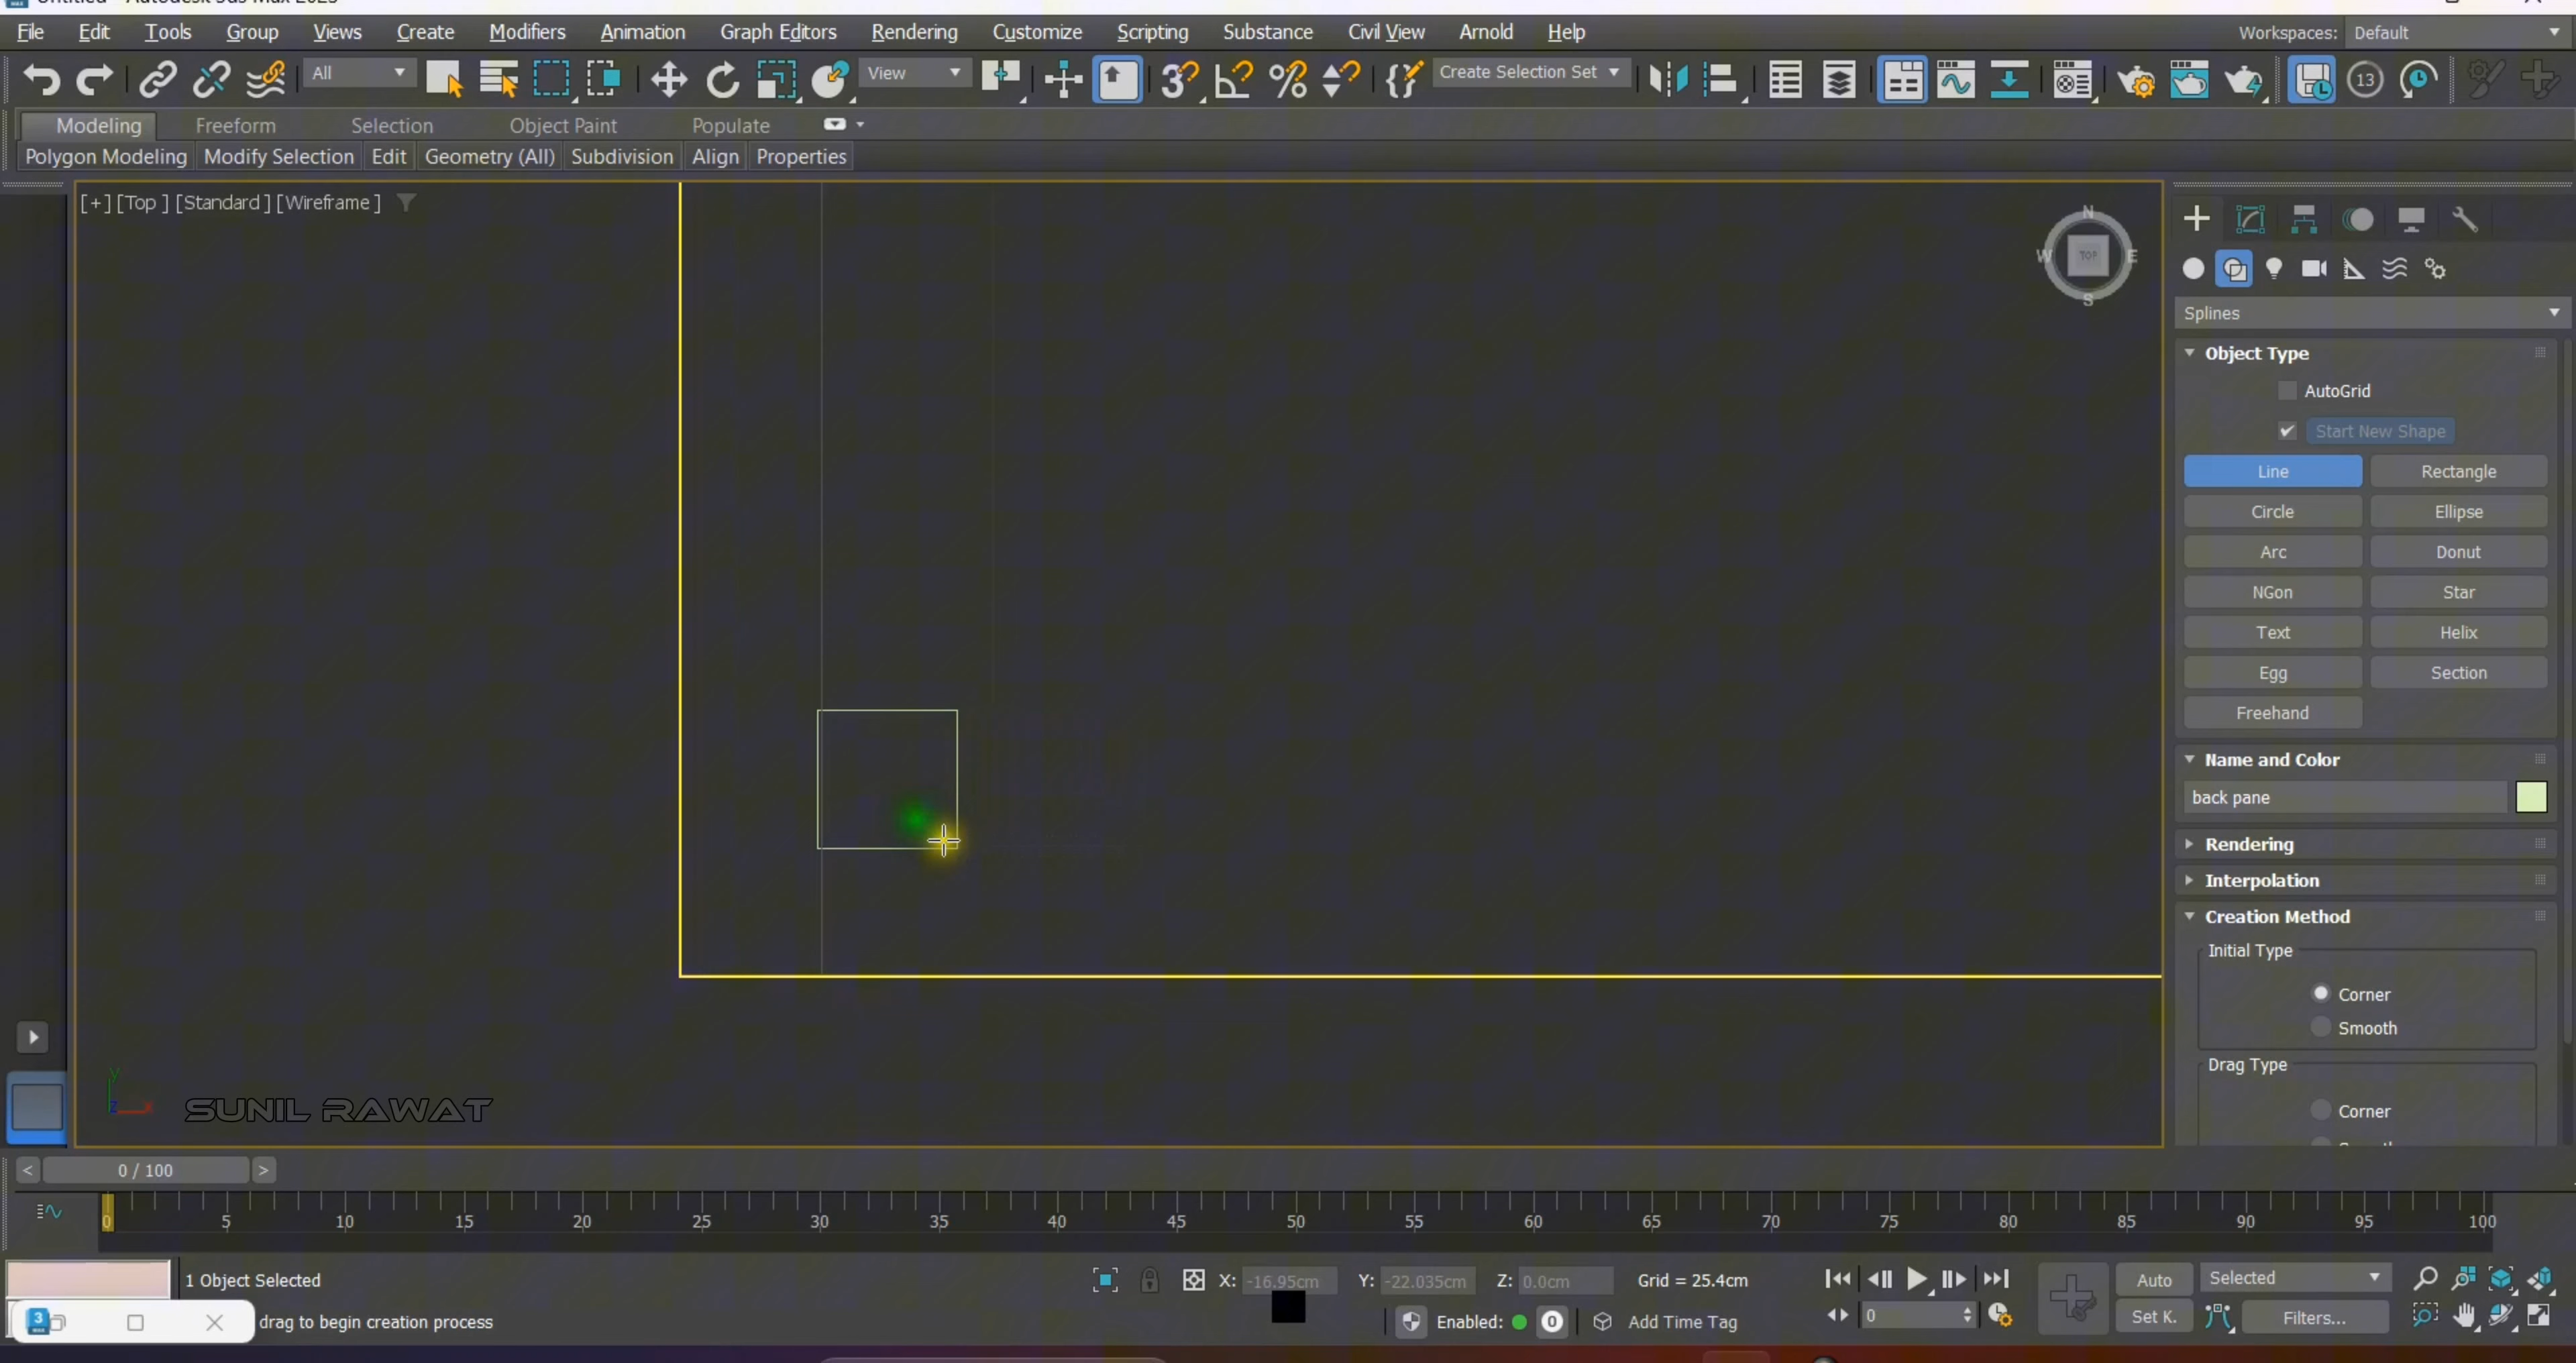 File Edit Tools Group Views Create Modifiers Animation Graph Editors Rendering Customize Scripting Substance Civil View Arnold Help Workspaces: Default
All View Create Selection Set 13
Modeling Freeform Selection Object Paint Populate
Polygon Modeling Modify Selection Edit Geometry (All) Subdivision Align Properties
[+] [Top ] [Standard ] [Wireframe ]
N
W TOP E
S
Splines
Object Type
AutoGrid
Start New Shape
Line Rectangle
Circle Ellipse
Arc Donut
NGon Star
Text Helix
Egg Section
Freehand
Name and Color
back pane
Rendering
Interpolation
Creation Method
Initial Type
Corner
Smooth
Drag Type
Corner
y
z x
SUNIL RAWAT
< 0 / 100 >
0 5 10 15 20 25 30 35 40 45 50 55 60 65 70 75 80 85 90 95 100
1 Object Selected X: -16.95cm Y: -22.035cm Z: 0.0cm Grid = 25.4cm Auto Selected
drag to begin creation process Enabled: 0 Add Time Tag 0 Set K. Filters...